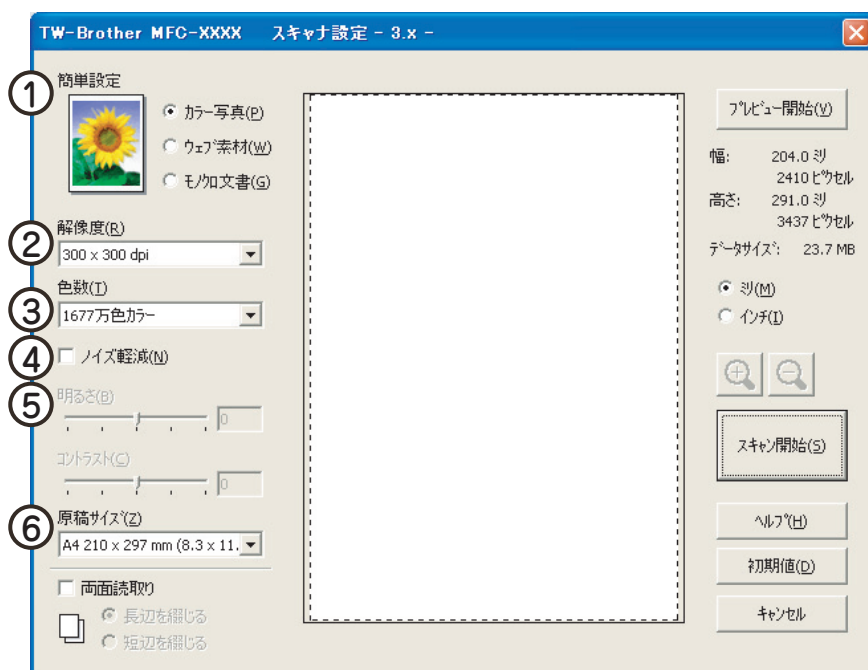 TW-Brother MFC-XXXX スキャナ設定 - 3.x -
① 簡単設定
カラー写真(P)
ウェブ素材(W)
モノクロ文書(G)
② 解像度(R)
300 x 300 dpi
③ 色数(T)
1677万色カラー
④ ノイズ軽減(N)
⑤ 明るさ(B)
0
コントラスト(C)
0
⑥ 原稿サイズ(Z)
A4 210 x 297 mm (8.3 x 11.
両面読取り
長辺を綴じる
短辺を綴じる
プレビュー開始(V)
幅: 204.0 ミリ
2410 ピクセル
高さ: 291.0 ミリ
3437 ピクセル
データサイズ: 23.7 MB
ミリ(M)
インチ(I)
スキャン開始(S)
ヘルプ(H)
初期値(D)
キャンセル